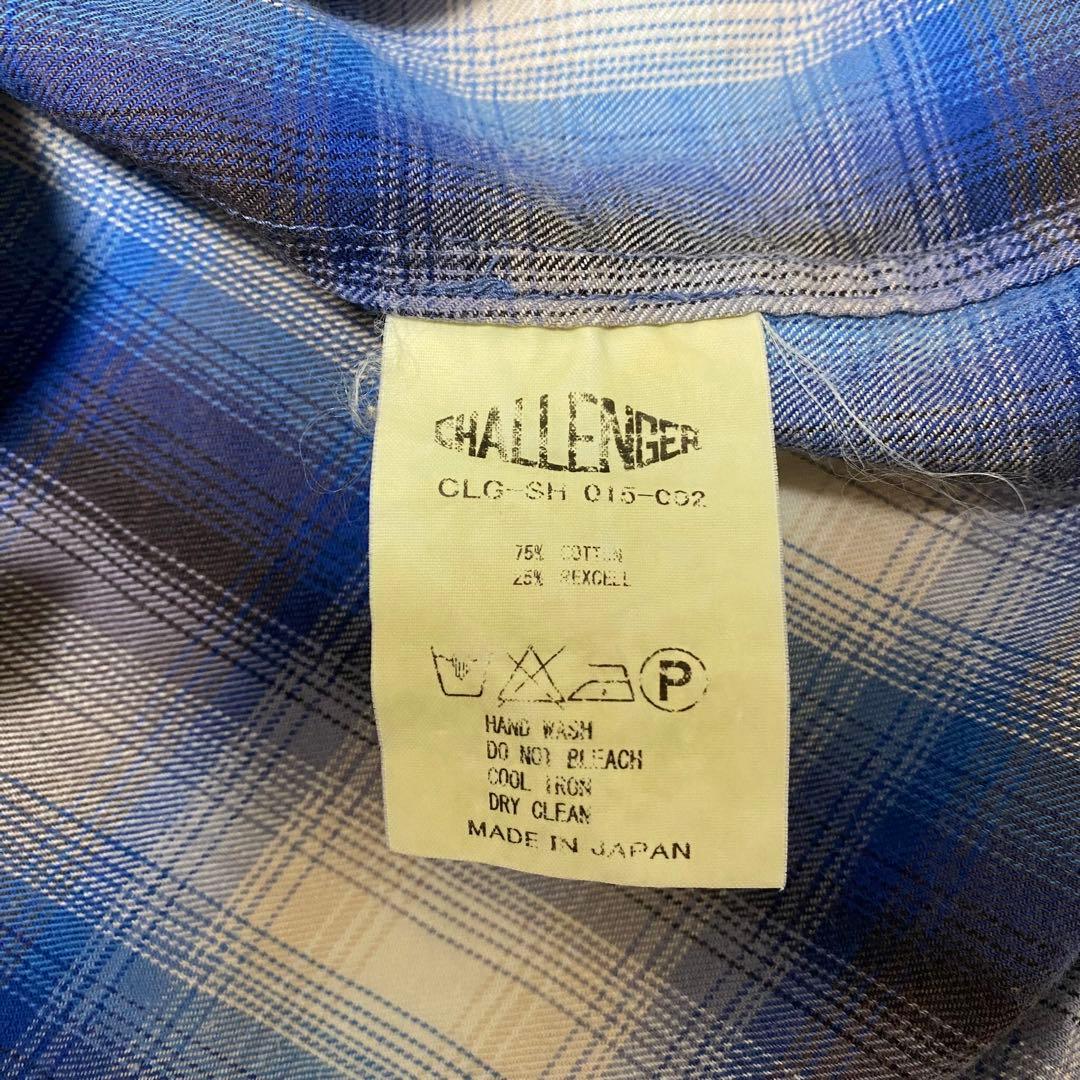 CHALLENGER
CLG-SH 015-002
75% COTTON
25% REXCELL
P
HAND WASH
DO NOT BLEACH
COOL IRON
DRY CLEAN
MADE IN JAPAN